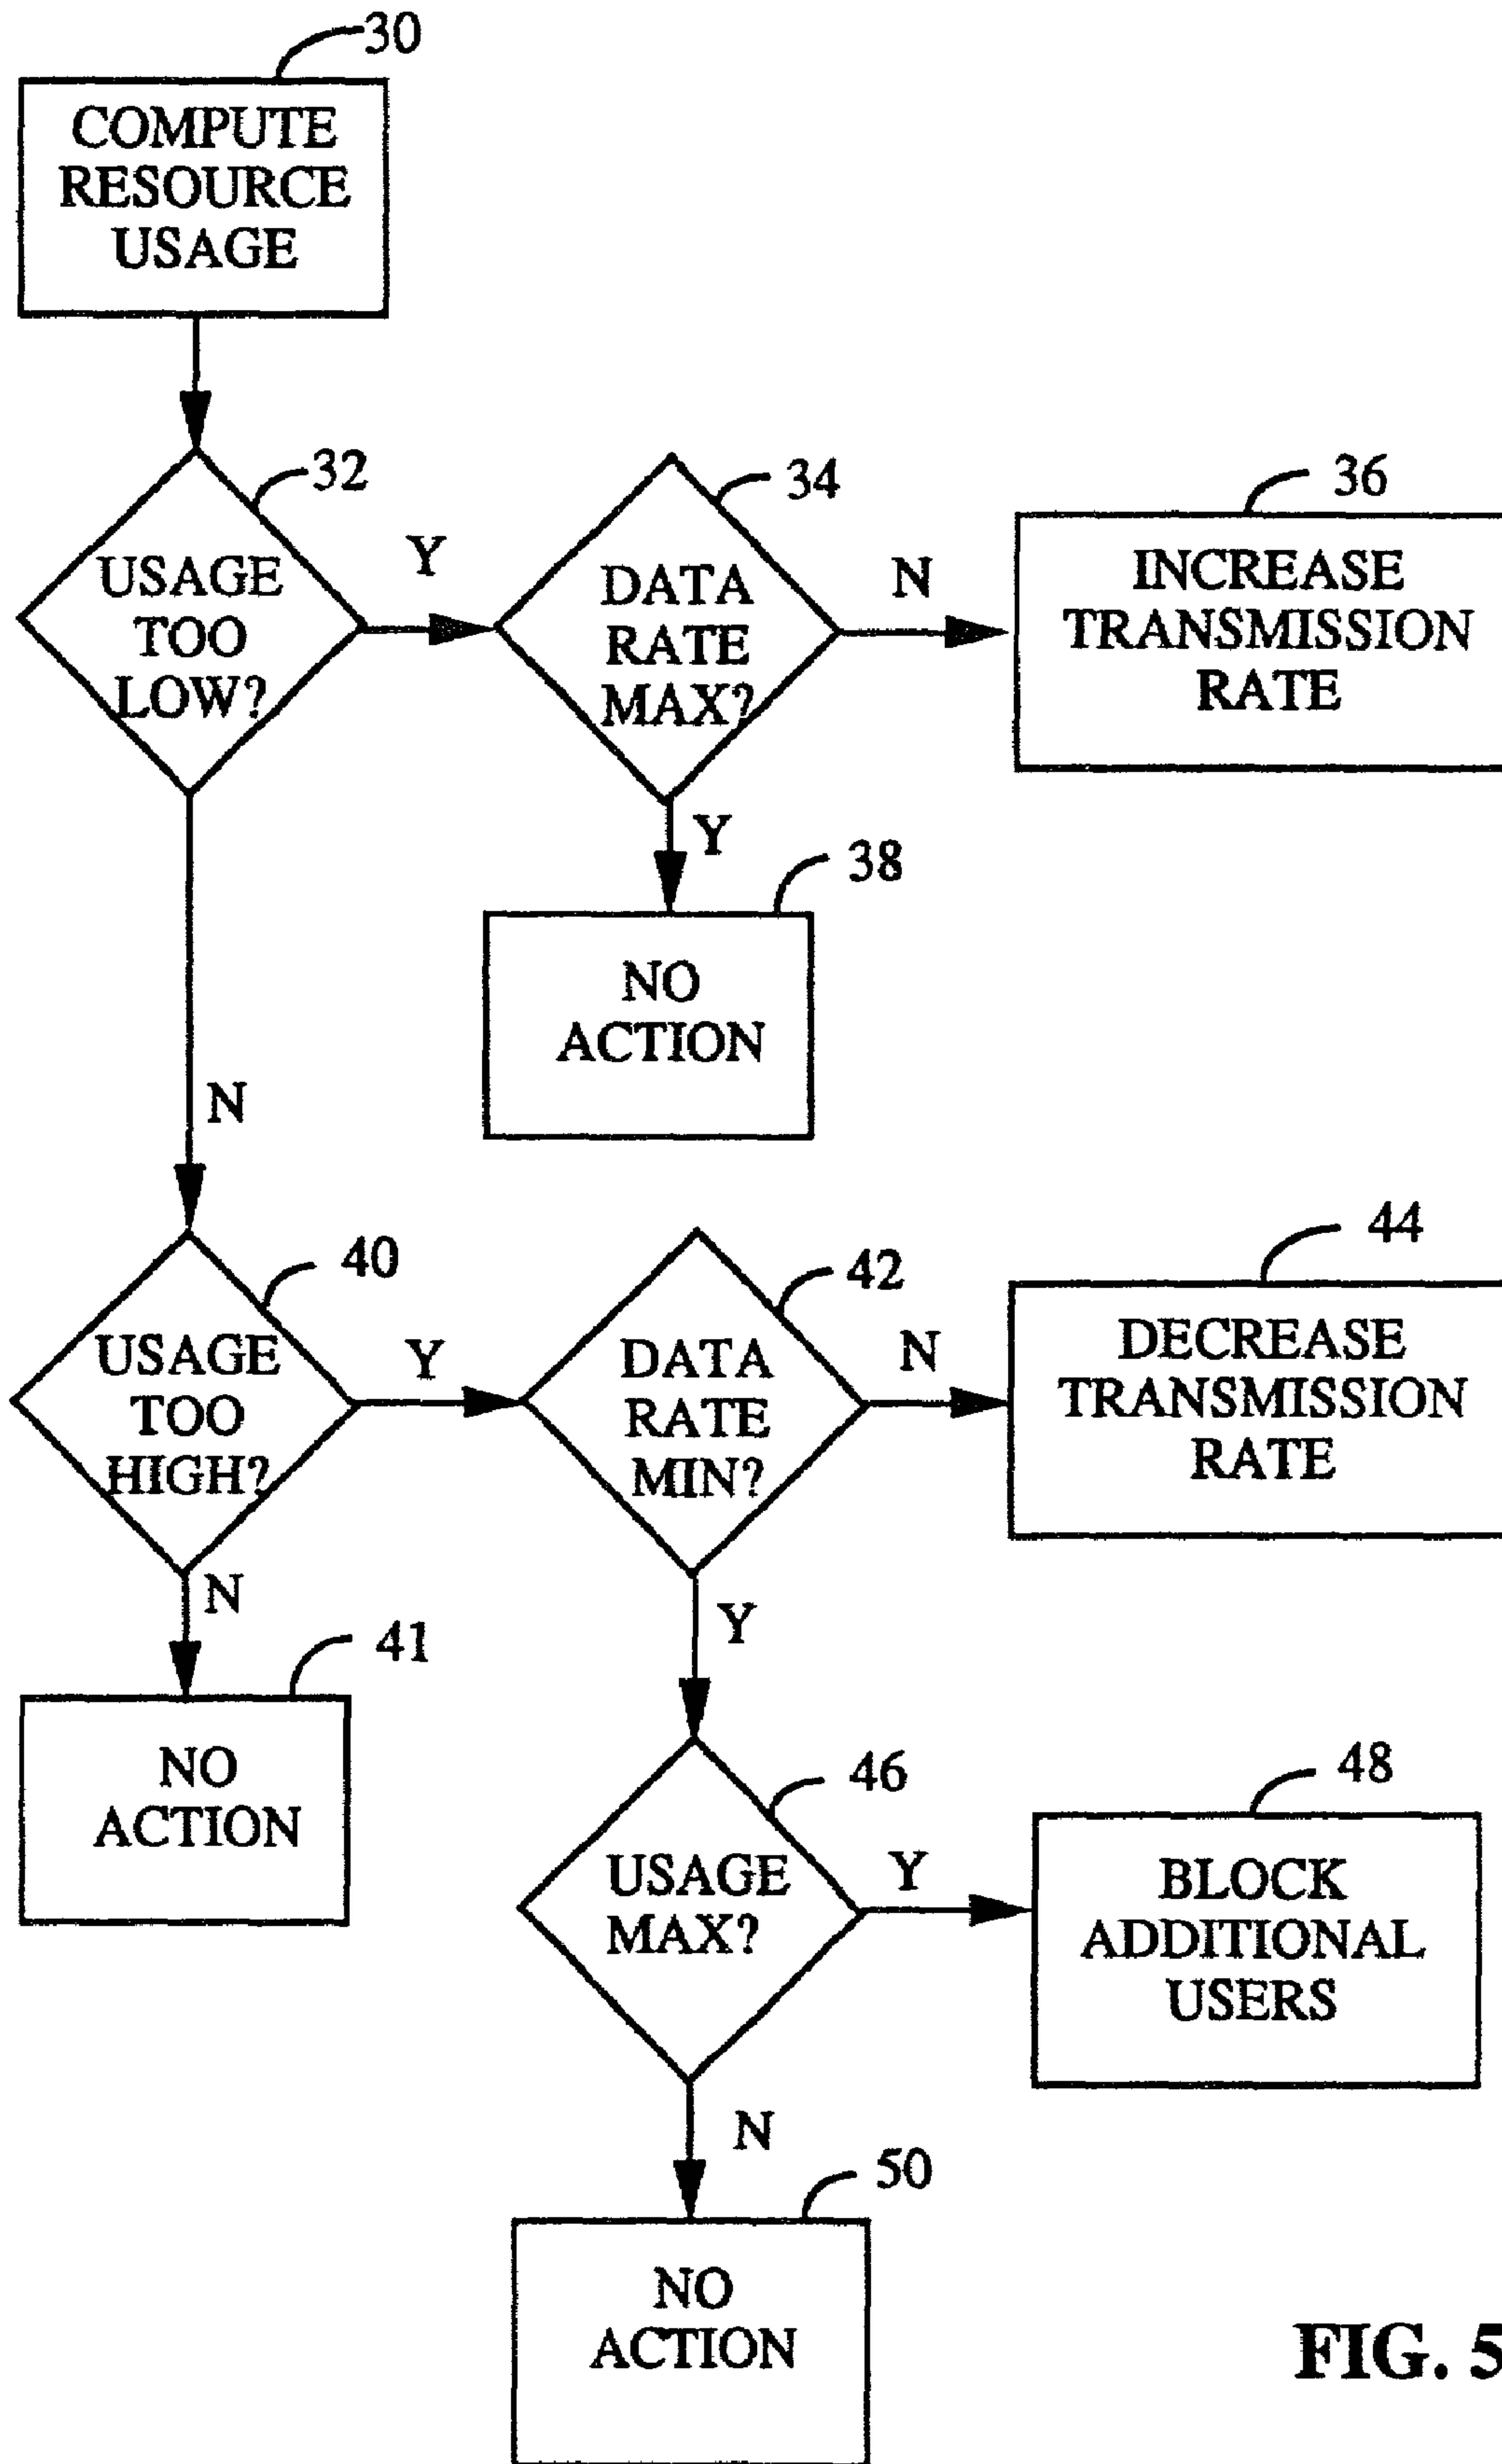 30
COMPUTE
RESOURCE
USAGE
32
USAGE
TOO
LOW?
Y
34
DATA
RATE
MAX?
N
36
INCREASE
TRANSMISSION
RATE
Y
38
NO
ACTION
N
40
USAGE
TOO
HIGH?
Y
42
DATA
RATE
MIN?
N
44
DECREASE
TRANSMISSION
RATE
N
41
NO
ACTION
Y
46
USAGE
MAX?
Y
48
BLOCK
ADDITIONAL
USERS
N
50
NO
ACTION
FIG. 5